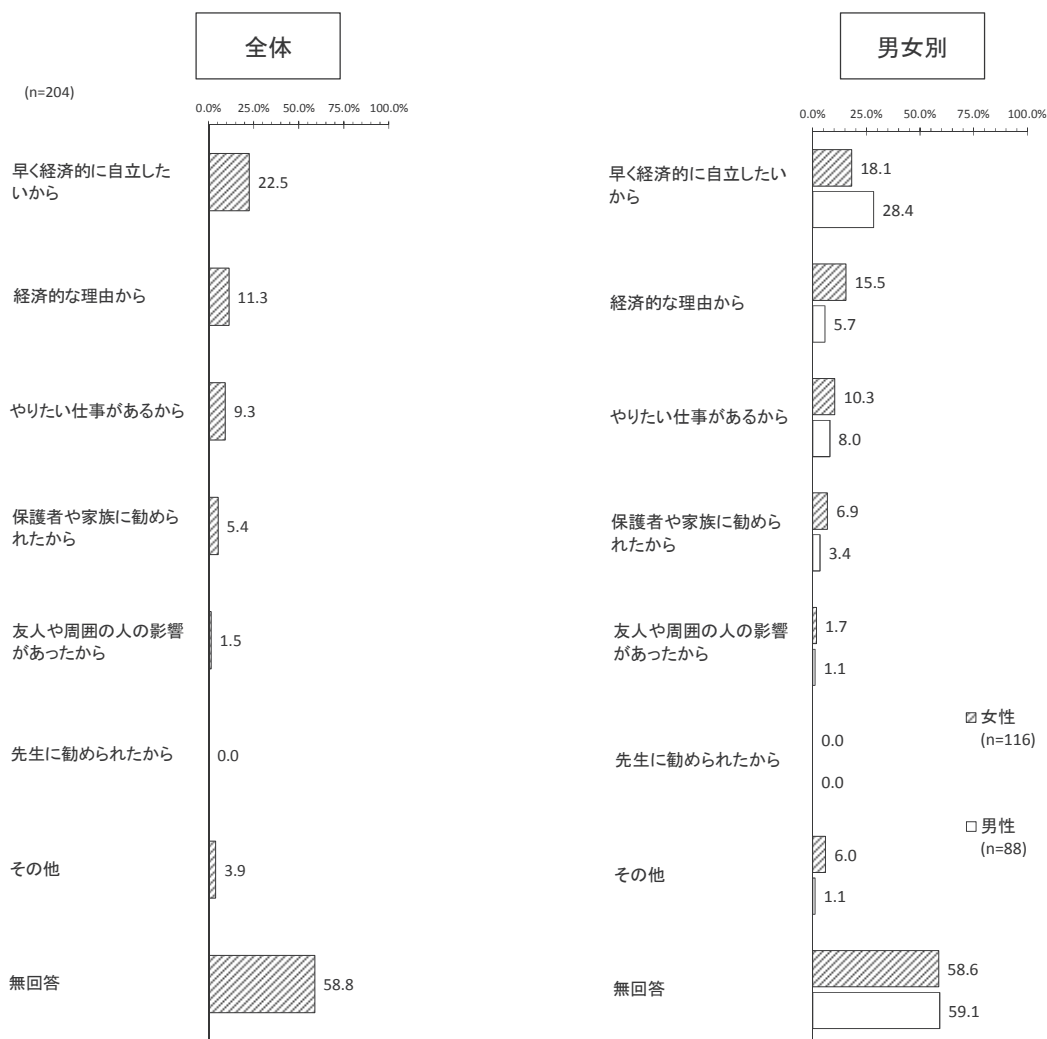 全体
(n=204)
0.0% 25.0% 50.0% 75.0% 100.0%
早く経済的に自立した
いから
22.5
経済的な理由から
11.3
やりたい仕事があるから
9.3
保護者や家族に勧めら
れたから
5.4
友人や周囲の人の影響
があったから
1.5
先生に勧められたから
0.0
その他
3.9
無回答
58.8
男女別
0.0% 25.0% 50.0% 75.0% 100.0%
早く経済的に自立したい
から
18.1
28.4
経済的な理由から
15.5
5.7
やりたい仕事があるから
10.3
8.0
保護者や家族に勧めら
れたから
6.9
3.4
友人や周囲の人の影響
があったから
1.7
1.1
先生に勧められたから
0.0
0.0
その他
6.0
1.1
無回答
58.6
59.1
女性
(n=116)
男性
(n=88)